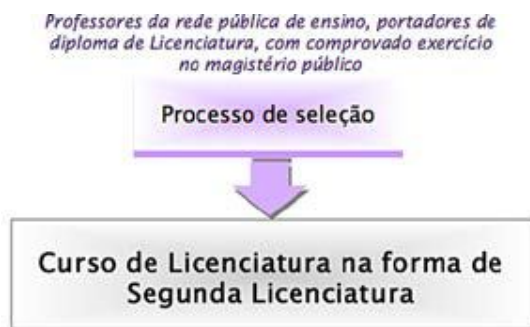 Professores da rede pública de ensino, portadores de
diploma de Licenciatura, com comprovado exercício
no magistério público
Processo de seleção
Curso de Licenciatura na forma de
Segunda Licenciatura